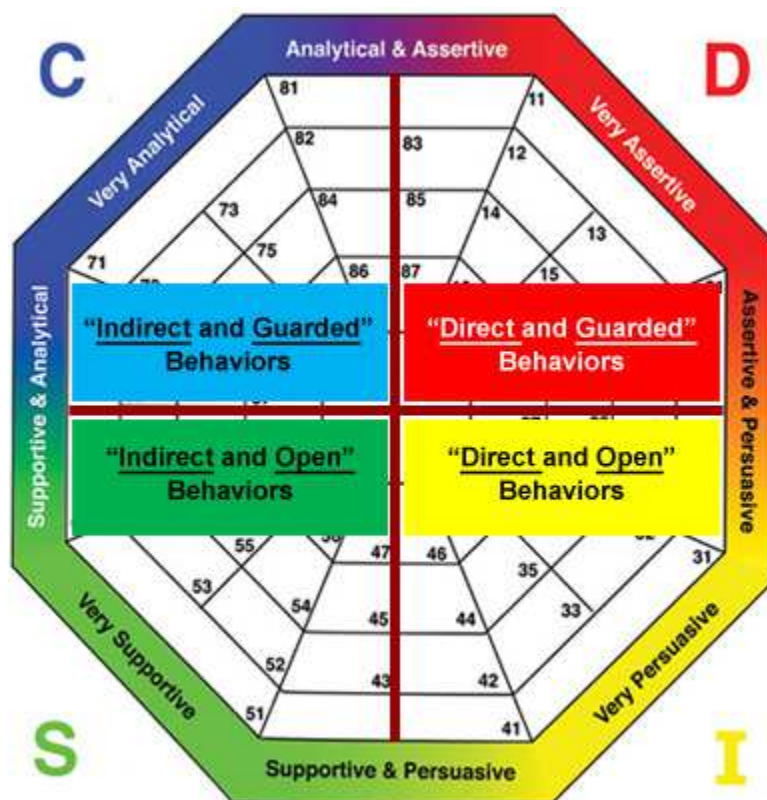 C
D
Analytical & Assertive
Very Analytical
Very Assertive
81
11
82
83
12
84
85
14
73
13
75
15
71
86
87
"Indirect and Guarded"
Behaviors
"Direct and Guarded"
Behaviors
Supportive & Analytical
Assertive & Persuasive
"Indirect and Open"
Behaviors
"Direct and Open"
Behaviors
55
47
46
31
53
35
54
45
44
33
52
43
42
51
41
Very Supportive
Very Persuasive
S
I
Supportive & Persuasive